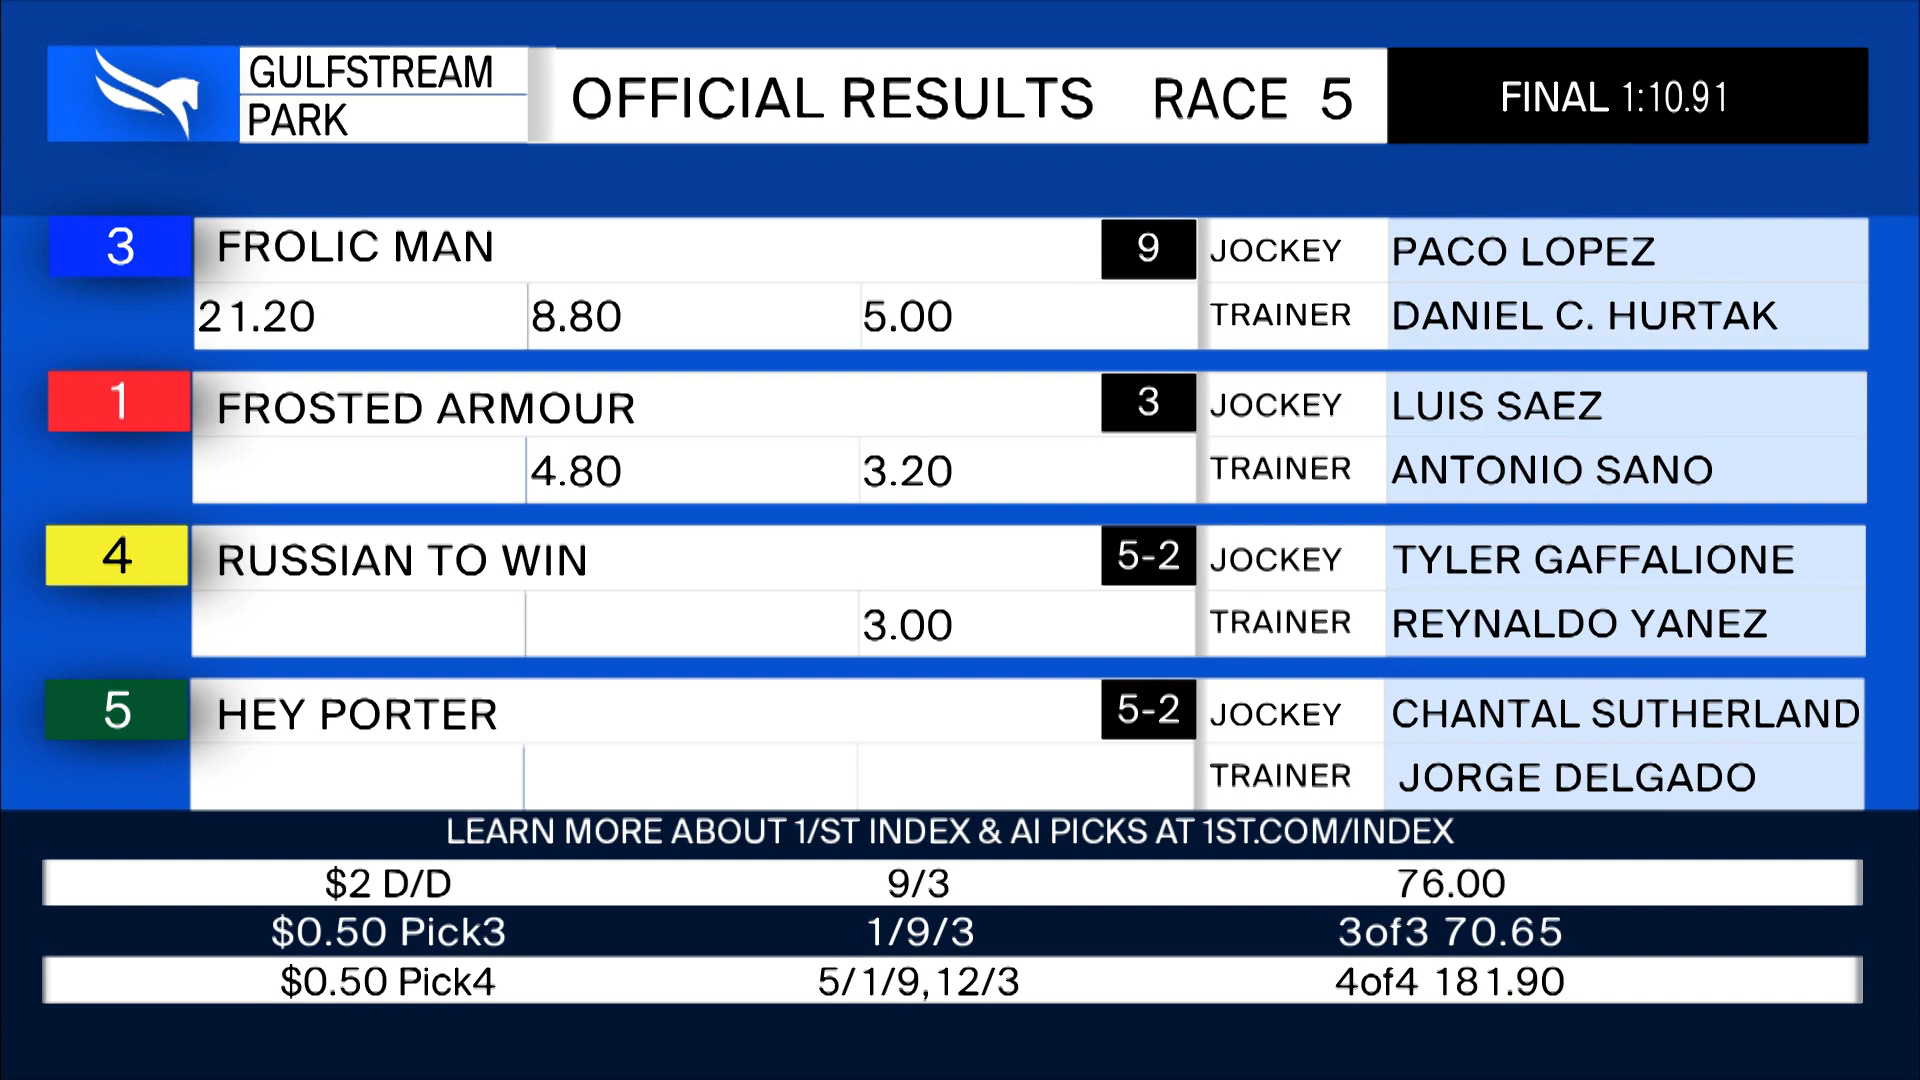 GULFSTREAM
PARK
OFFICIAL RESULTS RACE 5
FINAL 1:10.91
3 FROLIC MAN 9 JOCKEY PACO LOPEZ
21.20 8.80 5.00 TRAINER DANIEL C. HURTAK
1 FROSTED ARMOUR 3 JOCKEY LUIS SAEZ
4.80 3.20 TRAINER ANTONIO SANO
4 RUSSIAN TO WIN 5-2 JOCKEY TYLER GAFFALIONE
3.00 TRAINER REYNALDO YANEZ
5 HEY PORTER 5-2 JOCKEY CHANTAL SUTHERLAND
TRAINER JORGE DELGADO
LEARN MORE ABOUT 1/ST INDEX & AI PICKS AT 1ST.COM/INDEX
$2 D/D 9/3 76.00
$0.50 Pick3 1/9/3 3of3 70.65
$0.50 Pick4 5/1/9,12/3 4of4 181.90